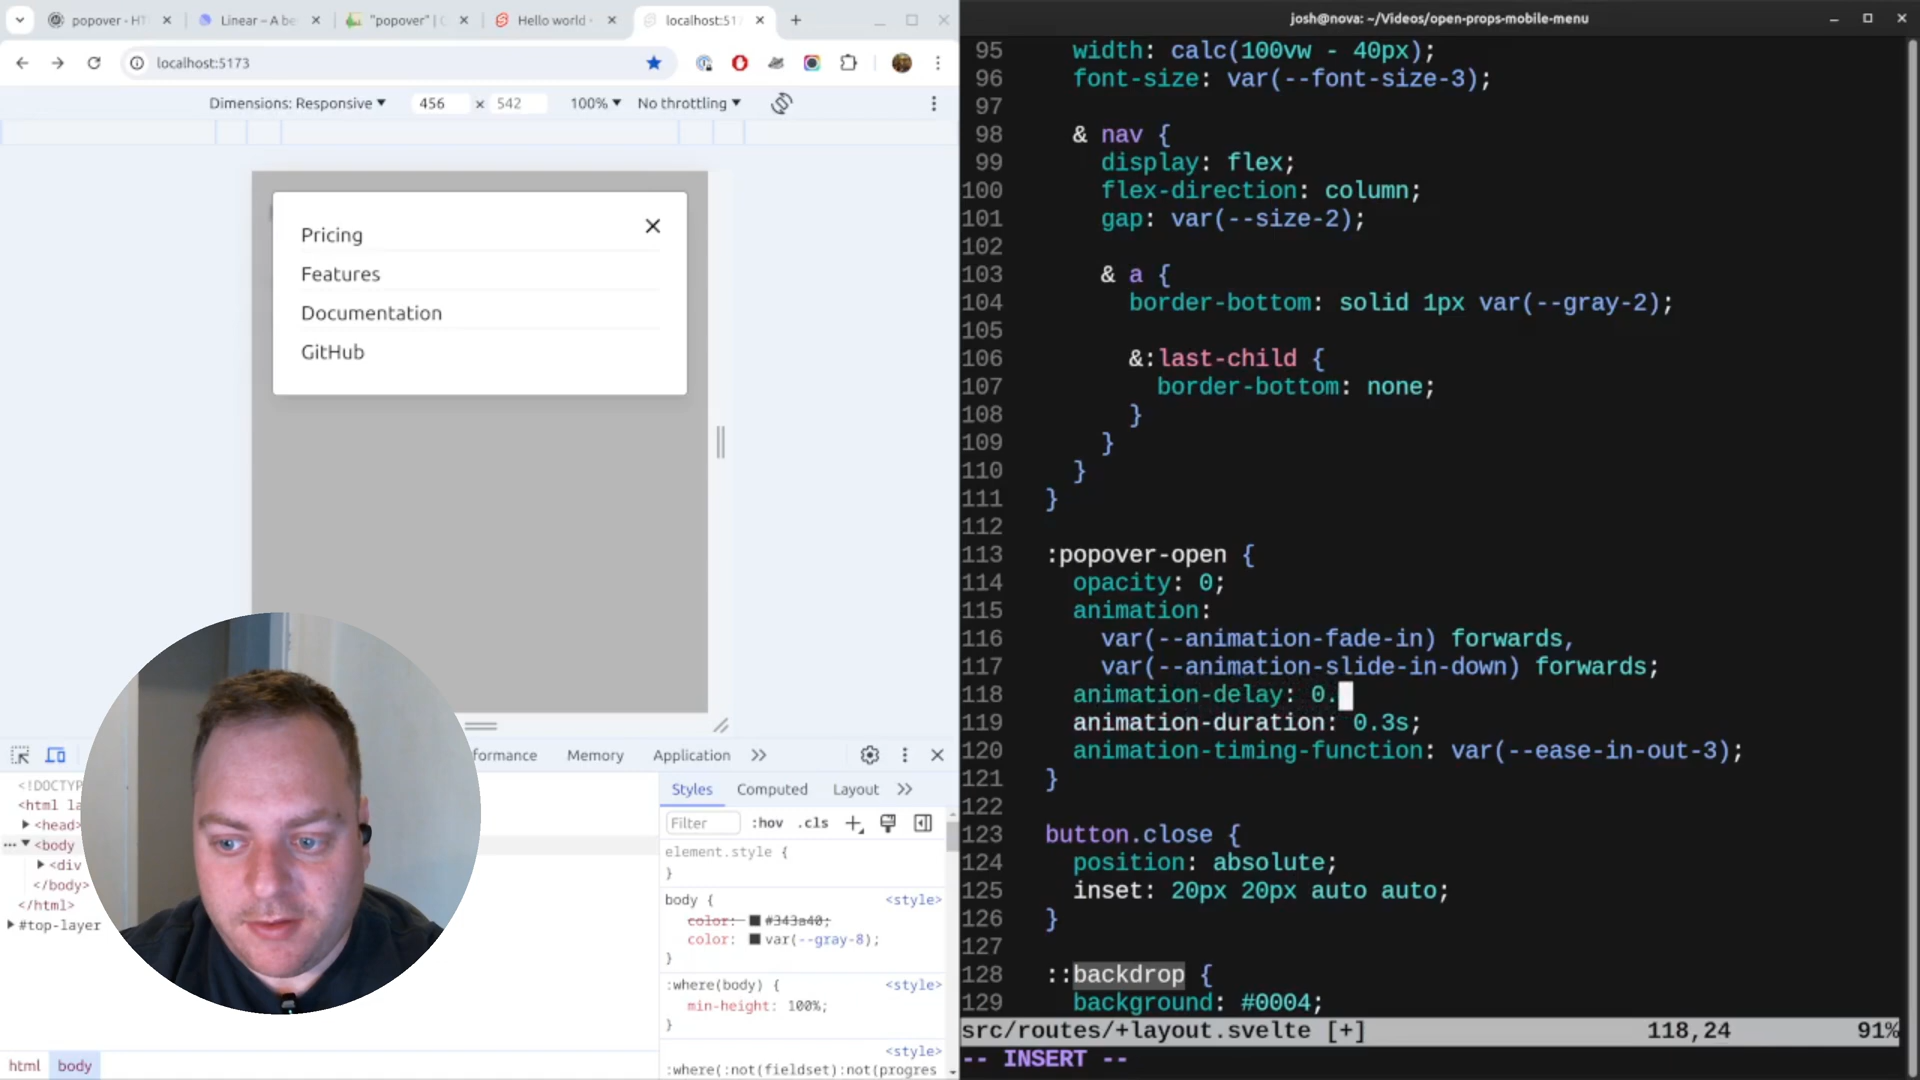 popover - HT
Linear – A be
"popover" | C
Hello world -
localhost:517
localhost:5173
Dimensions: Responsive
456 × 542
100%
No throttling
Pricing
Features
Documentation
GitHub
Memory
Application
Styles
Computed
Layout
<!DOCTYP
<html la
<head>
<body
<div
</body>
</html>
#top-layer
Filter
:hov
.cls
element.style {
}
body {
<style>
color: #343a40;
color: var(--gray-8);
}
:where(body) {
<style>
min-height: 100%;
}
<style>
:where(:not(fieldset):not(progres
html
body
josh@nova: ~/Videos/open-props-mobile-menu
95 width: calc(100vw - 40px);
96 font-size: var(--font-size-3);
97
98 & nav {
99 display: flex;
100 flex-direction: column;
101 gap: var(--size-2);
102
103 & a {
104 border-bottom: solid 1px var(--gray-2);
105
106 &:last-child {
107 border-bottom: none;
108 }
109 }
110 }
111 }
112
113 :popover-open {
114 opacity: 0;
115 animation:
116 var(--animation-fade-in) forwards,
117 var(--animation-slide-in-down) forwards;
118 animation-delay: 0.
119 animation-duration: 0.3s;
120 animation-timing-function: var(--ease-in-out-3);
121 }
122
123 button.close {
124 position: absolute;
125 inset: 20px 20px auto auto;
126 }
127
128 ::backdrop {
129 background: #0004;
src/routes/+layout.svelte [+] 118,24 91%
-- INSERT --